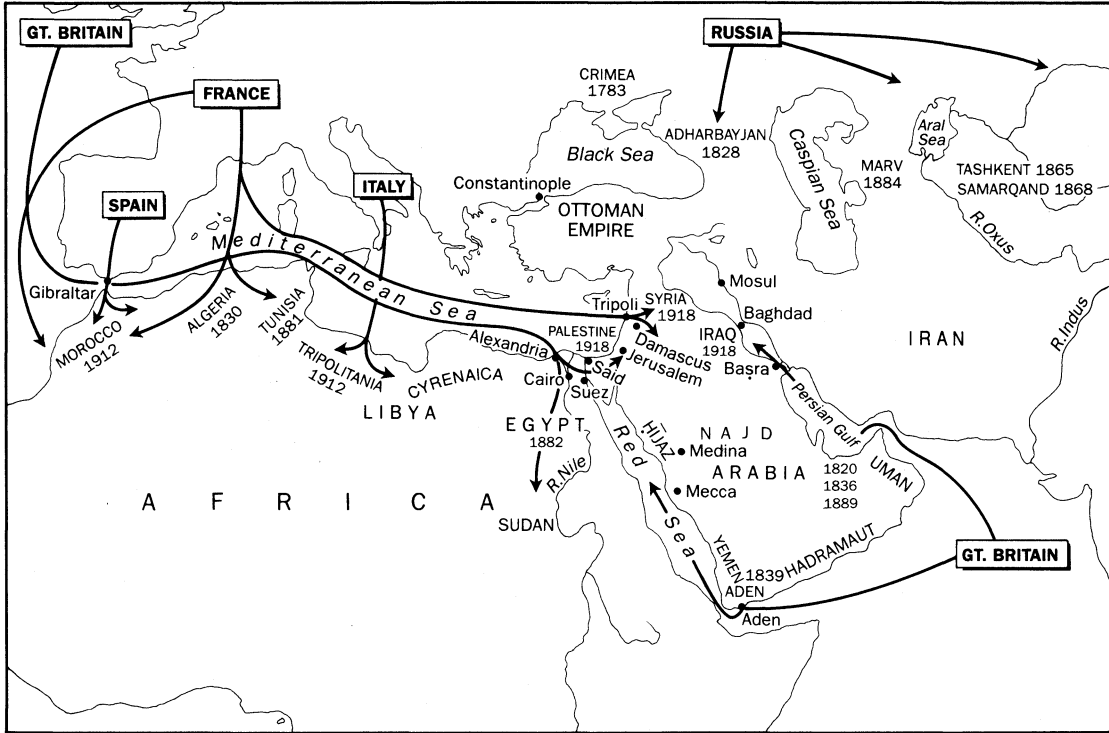 GT. BRITAIN
RUSSIA
FRANCE
CRIMEA
1783
ADHARBAYJAN
1828
Black Sea
Caspian Sea
Aral
Sea
MARV
1884
TASHKENT 1865
SAMARQAND 1868
R.Oxus
SPAIN
ITALY
Constantinople
OTTOMAN
EMPIRE
Mediterranean Sea
Gibraltar
MOROCCO
1912
ALGERIA
1830
TUNISIA
1881
TRIPOLITANIA
1912
CYRENAICA
LIBYA
Tripoli
SYRIA
1918
PALESTINE
1918
Damascus
Jerusalem
Alexandria
Said
Cairo
Suez
Mosul
Baghdad
IRAQ
1918
Baṣra
IRAN
R.Indus
Persian Gulf
EGYPT
1882
R.Nile
Red Sea
ḤIJĀZ
NAJD
Medina
ARABIA
Mecca
1820
1836
1889
UMAN
AFRICA
SUDAN
YEMEN
1839
HADRAMAUT
ADEN
Aden
GT. BRITAIN